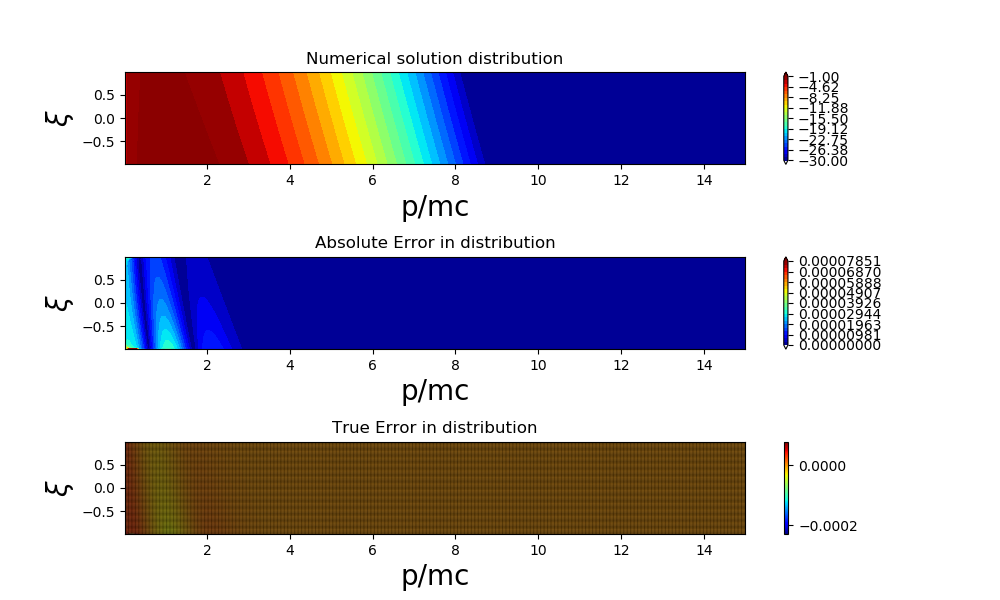 Numerical solution distribution
ξ
0.5
0.0
−0.5
2 4 6 8 10 12 14
p/mc
−1.00
−4.62
−8.25
−11.88
−15.50
−19.12
−22.75
−26.38
−30.00
Absolute Error in distribution
ξ
0.5
0.0
−0.5
2 4 6 8 10 12 14
p/mc
0.00007851
0.00006870
0.00005888
0.00004907
0.00003926
0.00002944
0.00001963
0.00000981
0.00000000
True Error in distribution
ξ
0.5
0.0
−0.5
2 4 6 8 10 12 14
p/mc
0.0000
−0.0002